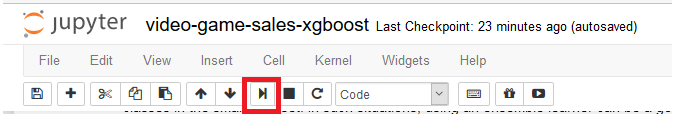 jupyter video-game-sales-xgboost Last Checkpoint: 23 minutes ago (autosaved)
File Edit View Insert Cell Kernel Widgets Help
Code